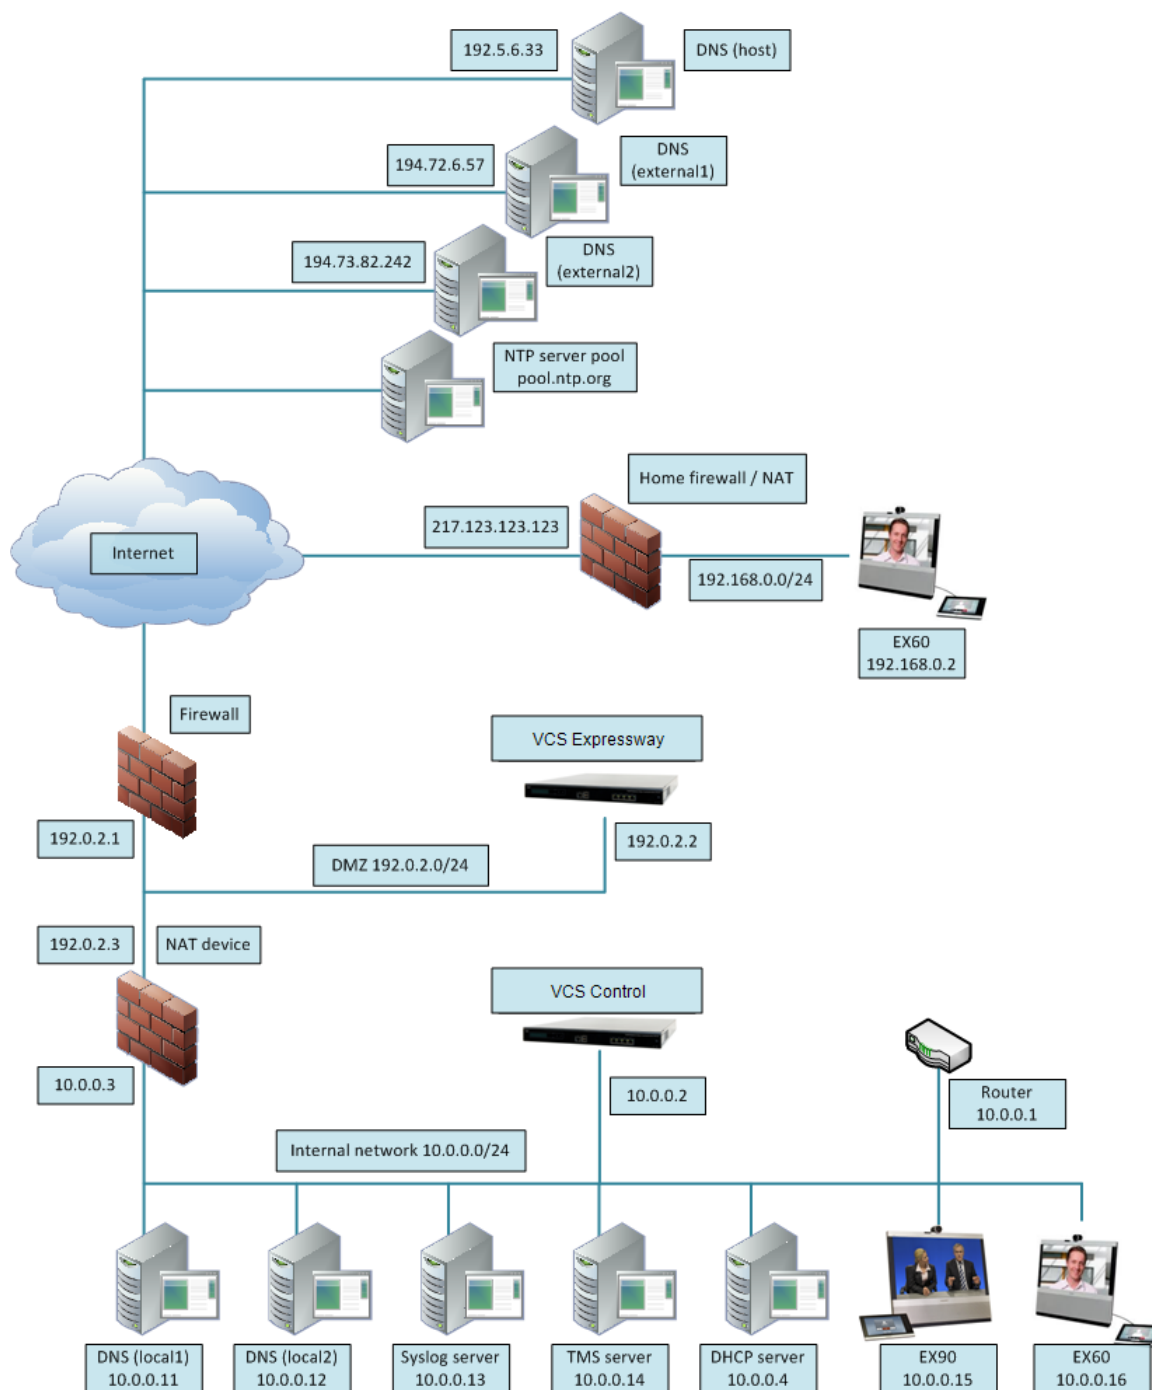 192.5.6.33
DNS (host)
194.72.6.57
DNS
(external1)
194.73.82.242
DNS
(external2)
NTP server pool
pool.ntp.org
Home firewall / NAT
217.123.123.123
Internet
192.168.0.0/24
EX60
192.168.0.2
Firewall
VCS Expressway
192.0.2.1
192.0.2.2
DMZ 192.0.2.0/24
192.0.2.3
NAT device
VCS Control
10.0.0.3
10.0.0.2
Router
10.0.0.1
Internal network 10.0.0.0/24
DNS (local1)
10.0.0.11
DNS (local2)
10.0.0.12
Syslog server
10.0.0.13
TMS server
10.0.0.14
DHCP server
10.0.0.4
EX90
10.0.0.15
EX60
10.0.0.16